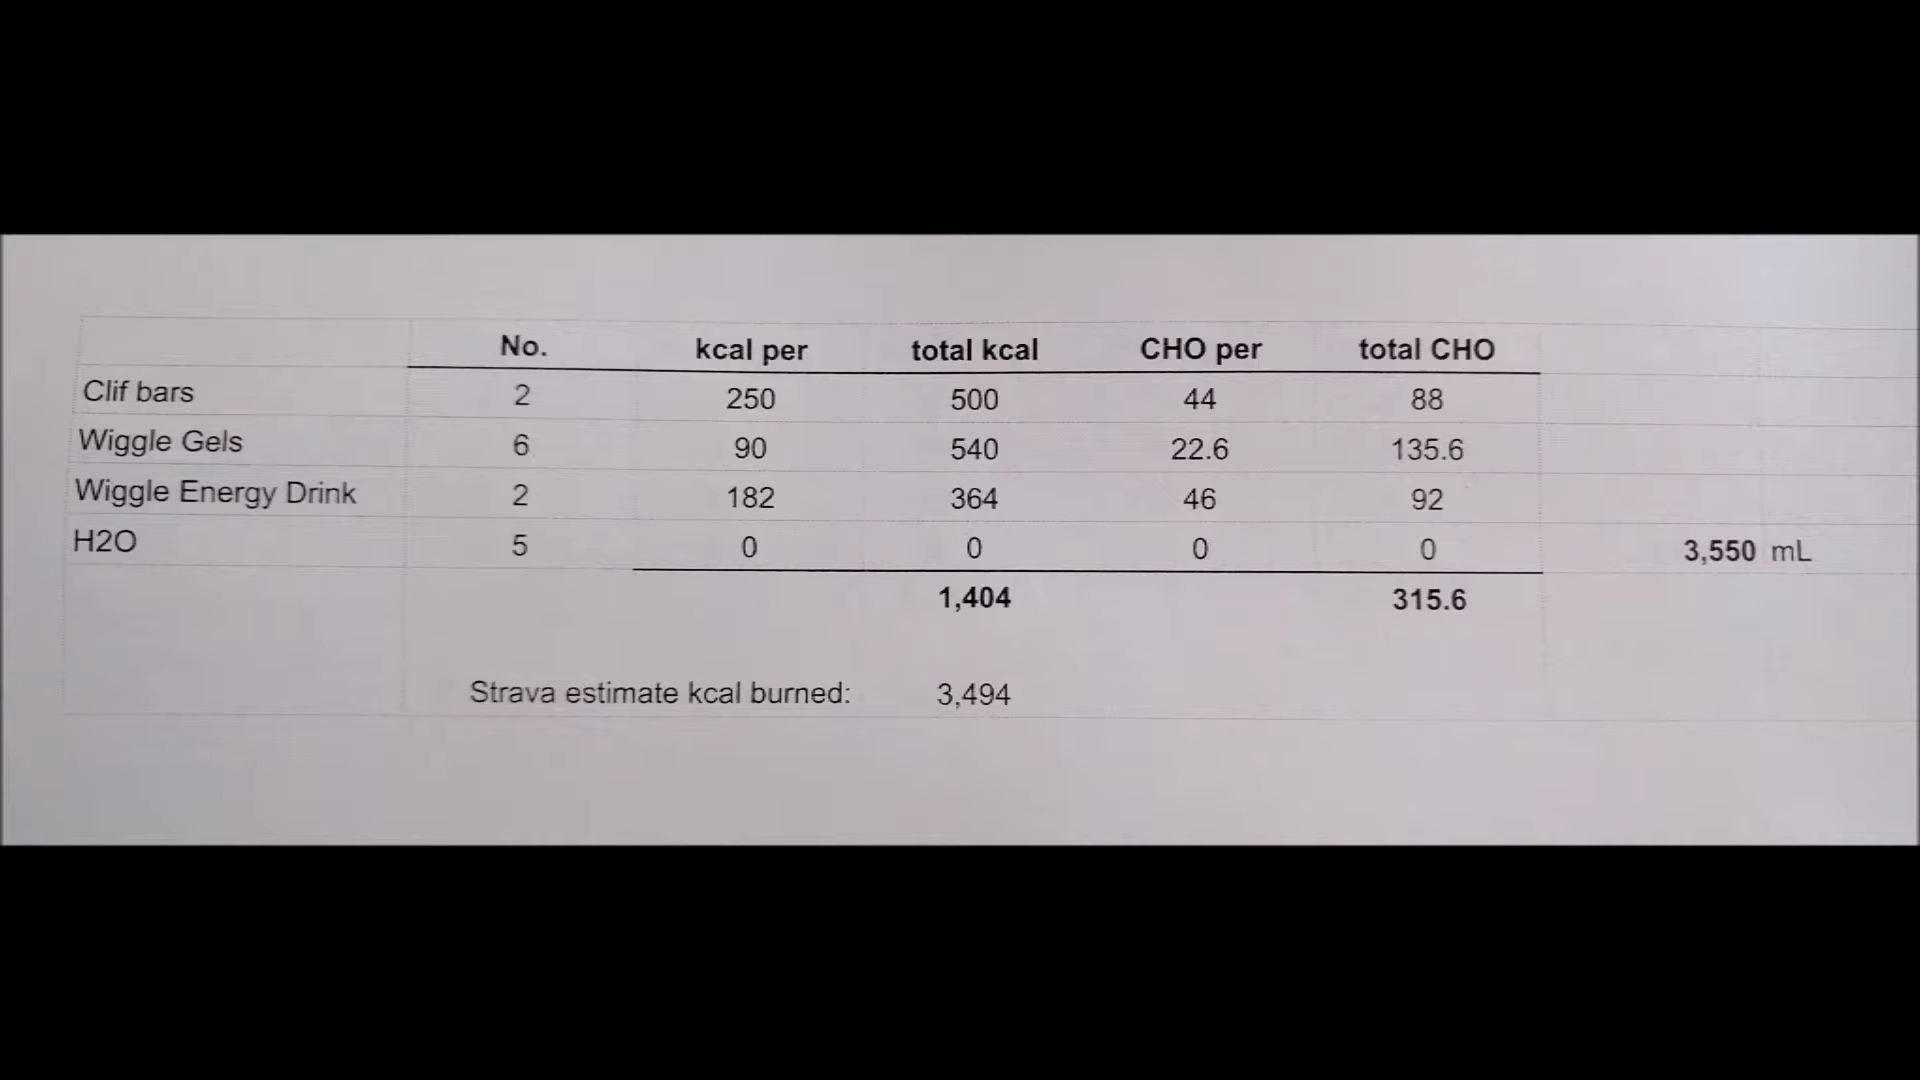 No. kcal per total kcal CHO per total CHO
Clif bars 2 250 500 44 88
Wiggle Gels 6 90 540 22.6 135.6
Wiggle Energy Drink 2 182 364 46 92
H2O 5 0 0 0 0 3,550 mL
1,404 315.6
Strava estimate kcal burned: 3,494